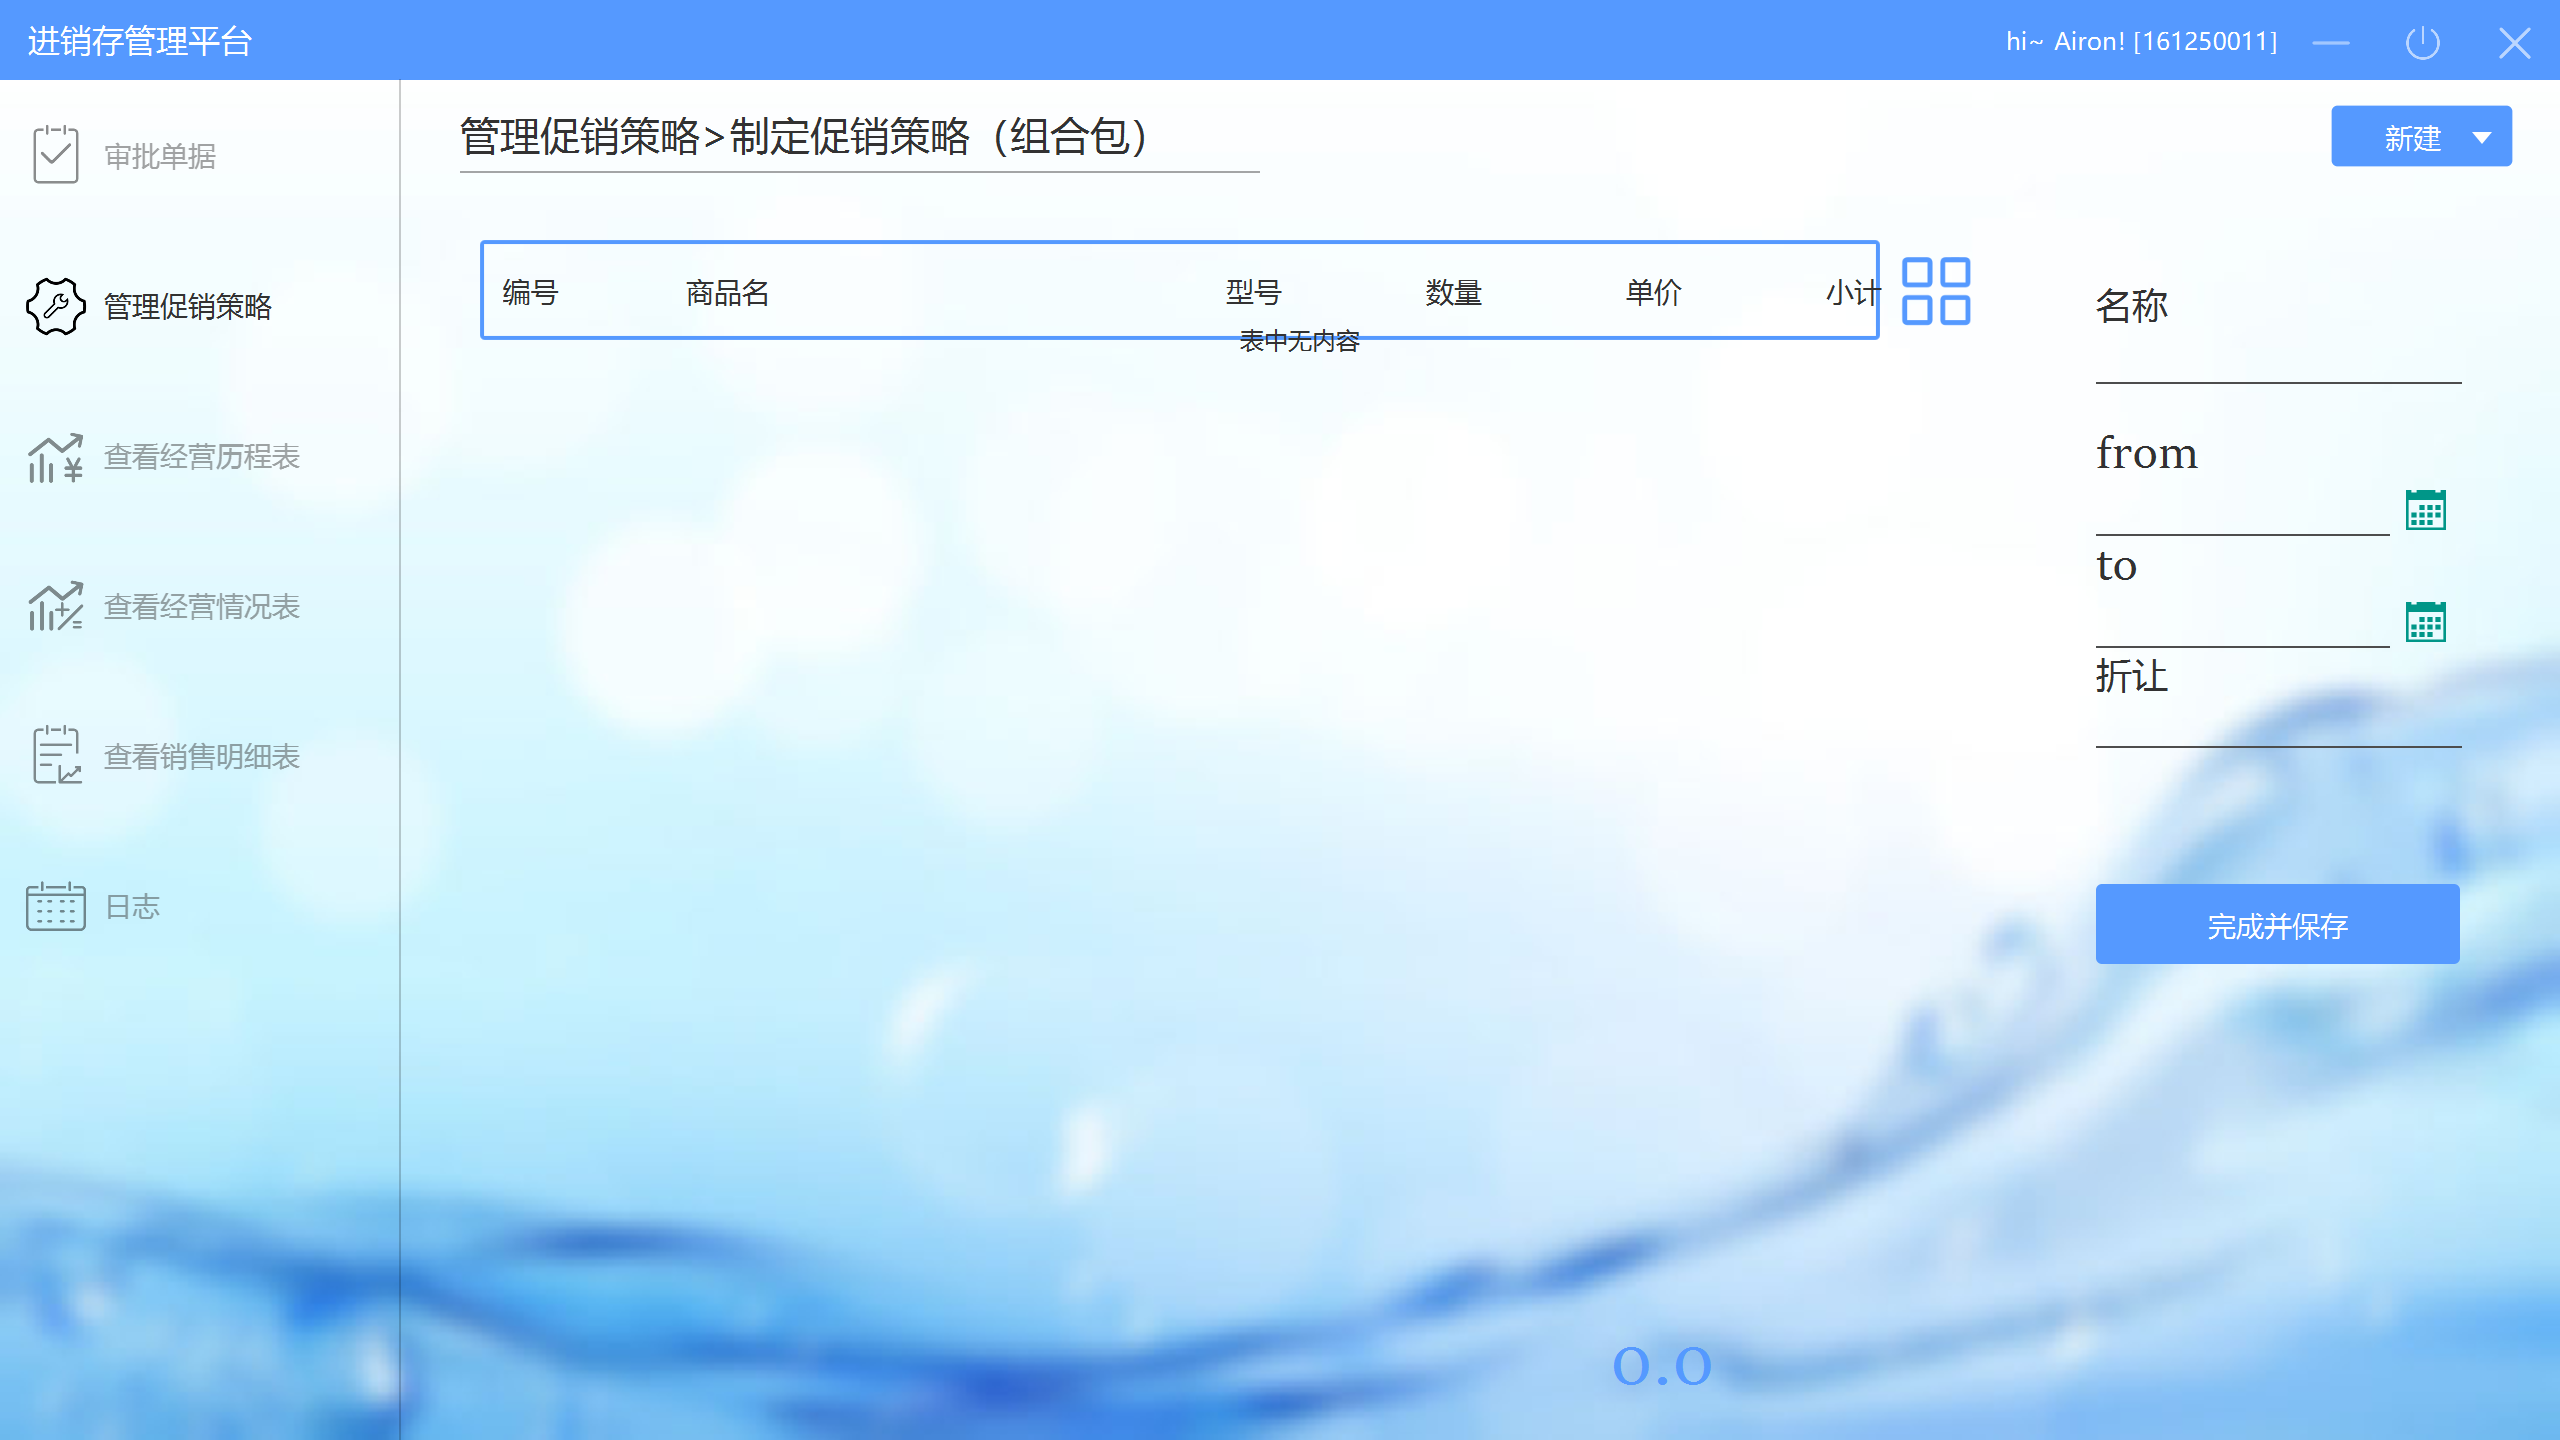 进销存管理平台
hi~ Airon! [161250011]
审批单据
管理促销策略
查看经营历程表
查看经营情况表
查看销售明细表
日志
管理促销策略>制定促销策略（组合包）
新建
编号 商品名 型号 数量 单价 小计
表中无内容
名称
from
to
折让
完成并保存
0.0